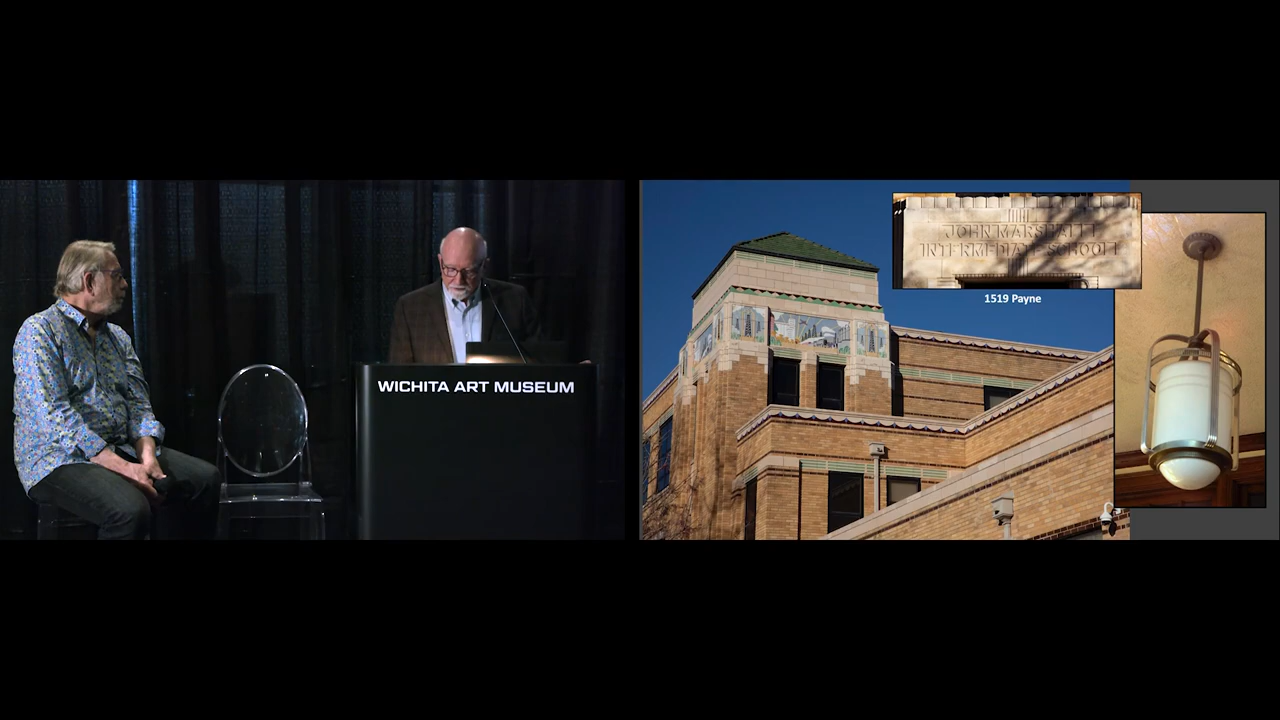 WICHITA ART MUSEUM
JOHN MARSHALL
INTERMEDIATE SCHOOL
1519 Payne